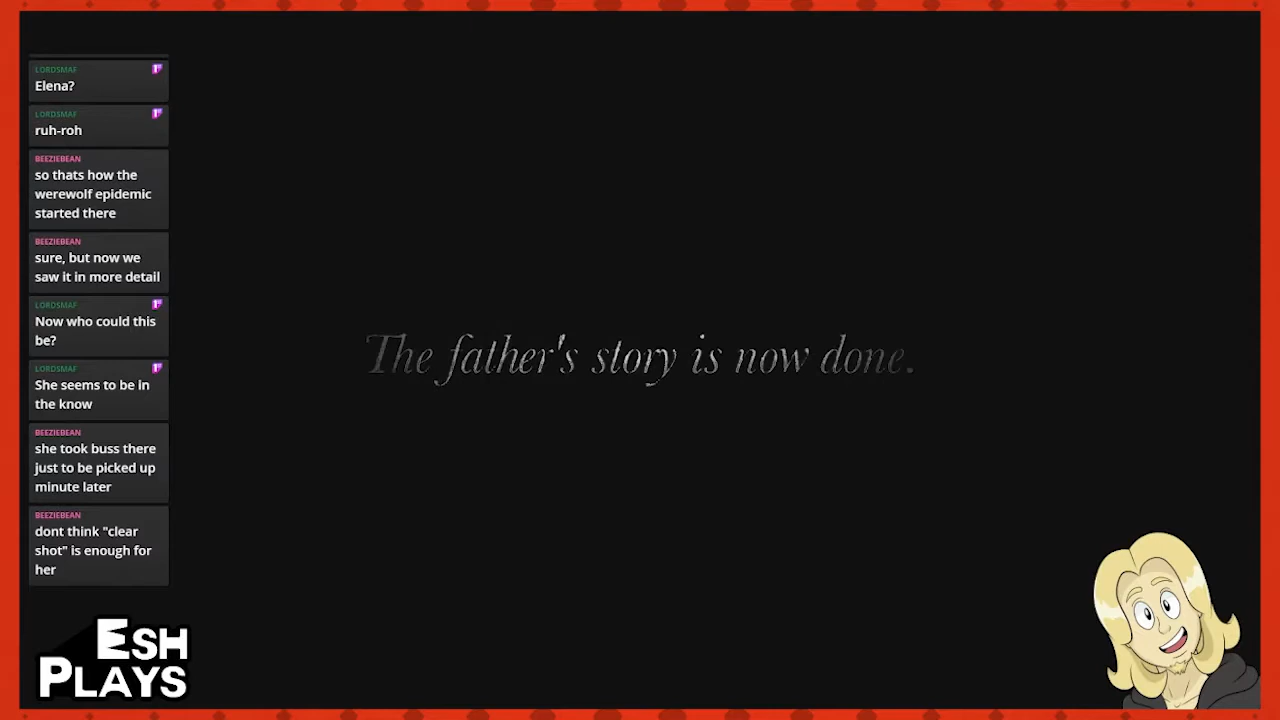 LORDSMAF
Elena?
LORDSMAF
ruh-roh
BEEZIEBEAN
so thats how the
werewolf epidemic
started there
BEEZIEBEAN
sure, but now we
saw it in more detail
LORDSMAF
Now who could this
be?
LORDSMAF
She seems to be in
the know
BEEZIEBEAN
she took buss there
just to be picked up
minute later
BEEZIEBEAN
dont think "clear
shot" is enough for
her
The father's story is now done.
ESH
PLAYS